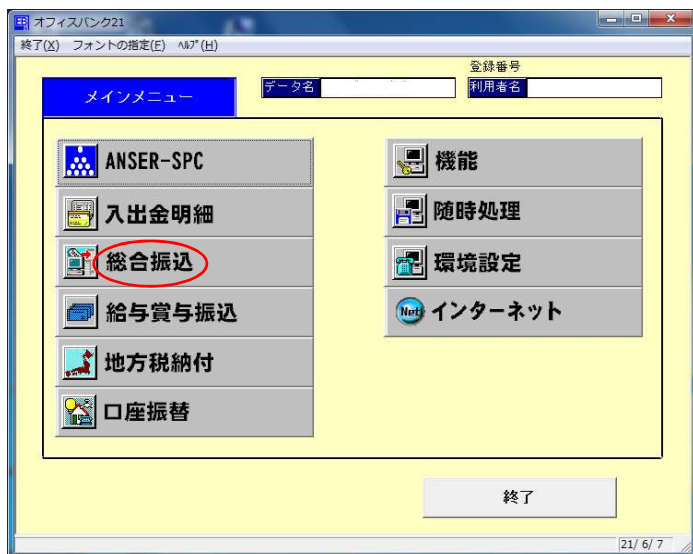 オフィスバンク21
終了(X) フォントの指定(F) ﾍﾙﾌﾟ(H)
登録番号
メインメニュー データ名 利用者名
ANSER-SPC
入出金明細
総合振込
給与賞与振込
地方税納付
口座振替
機能
随時処理
環境設定
Net インターネット
終了
21/ 6/ 7